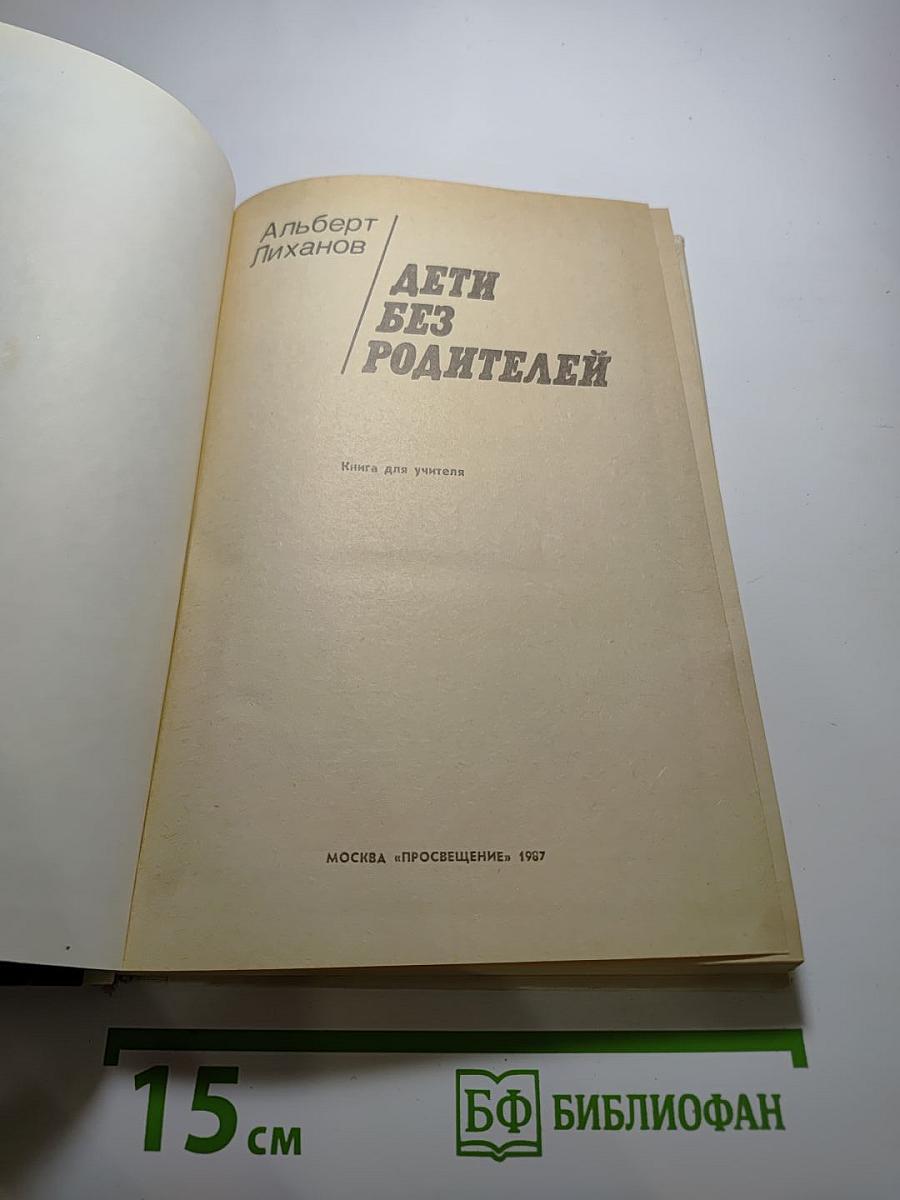 Альберт
Лиханов
ДЕТИ
БЕЗ
РОДИТЕЛЕЙ
Книга для учителя
МОСКВА «ПРОСВЕЩЕНИЕ» 1987
15 см
БФ БИБЛИОФАН